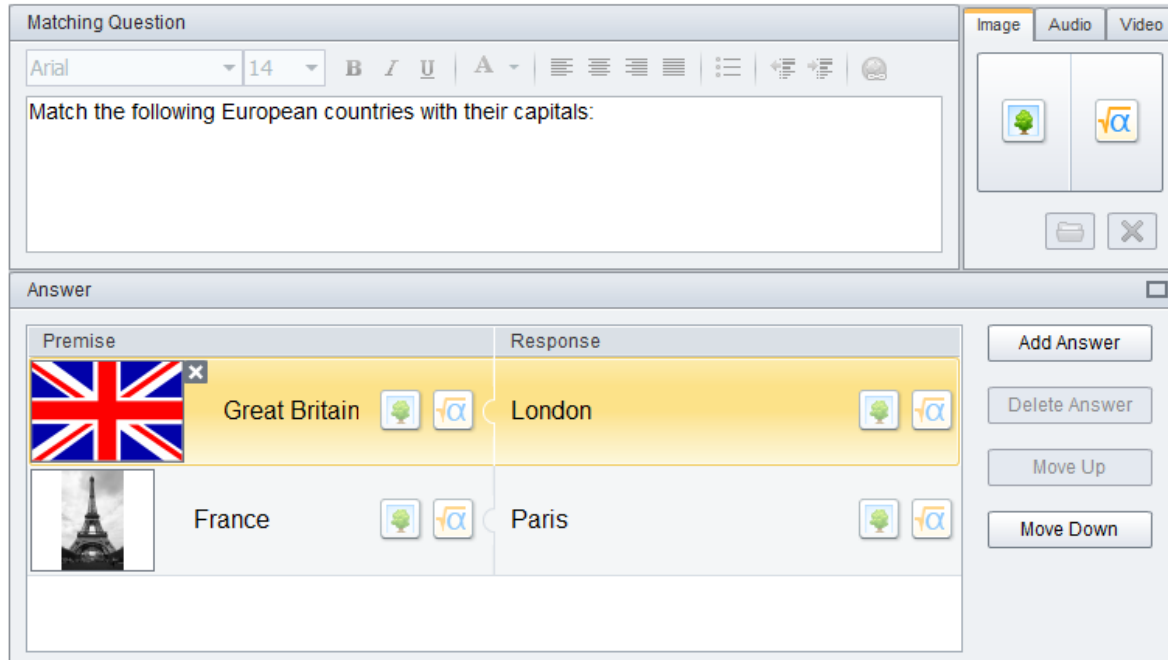 Matching Question
Image Audio Video
Arial 14 B I U A
√α
Match the following European countries with their capitals:
Answer
Premise Response
Add Answer
Great Britain √α London √α
Delete Answer
Move Up
France √α Paris √α
Move Down